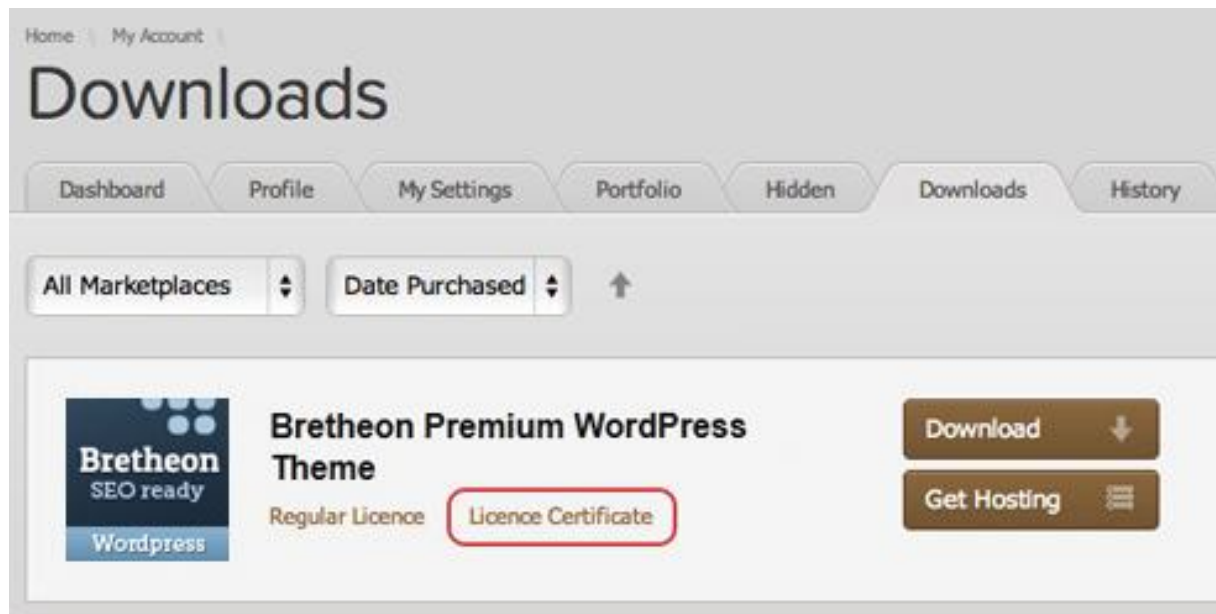 Home \ My Account \
Downloads
Dashboard Profile My Settings Portfolio Hidden Downloads History
All Marketplaces Date Purchased
Bretheon
SEO ready
Wordpress
Bretheon Premium WordPress
Theme
Regular Licence Licence Certificate
Download
Get Hosting